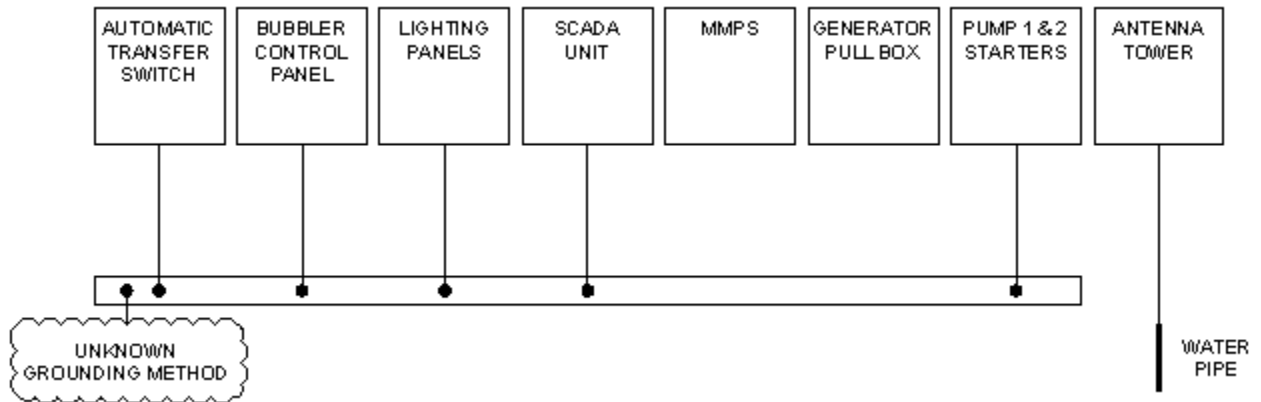 AUTOMATIC
TRANSFER
SWITCH
BUBBLER
CONTROL
PANEL
LIGHTING
PANELS
SCADA
UNIT
MMPS
GENERATOR
PULL BOX
PUMP 1 & 2
STARTERS
ANTENNA
TOWER
UNKNOWN
GROUNDING METHOD
WATER
PIPE